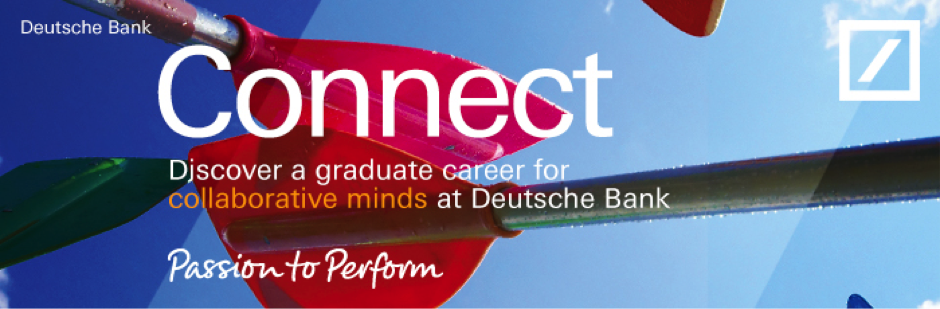 Deutsche Bank
Connect
Discover a graduate career for
collaborative minds at Deutsche Bank
Passion to Perform